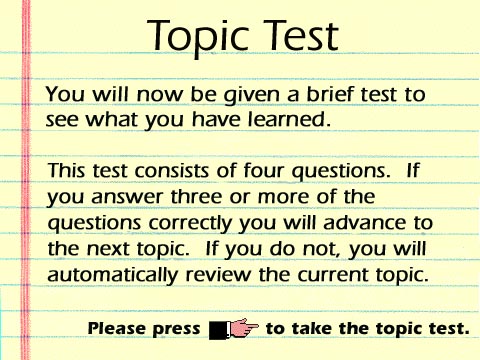 Topic Test
You will now be given a brief test to
see what you have learned.
This test consists of four questions. If
you answer three or more of the
questions correctly you will advance to
the next topic. If you do not, you will
automatically review the current topic.
Please press to take the topic test.